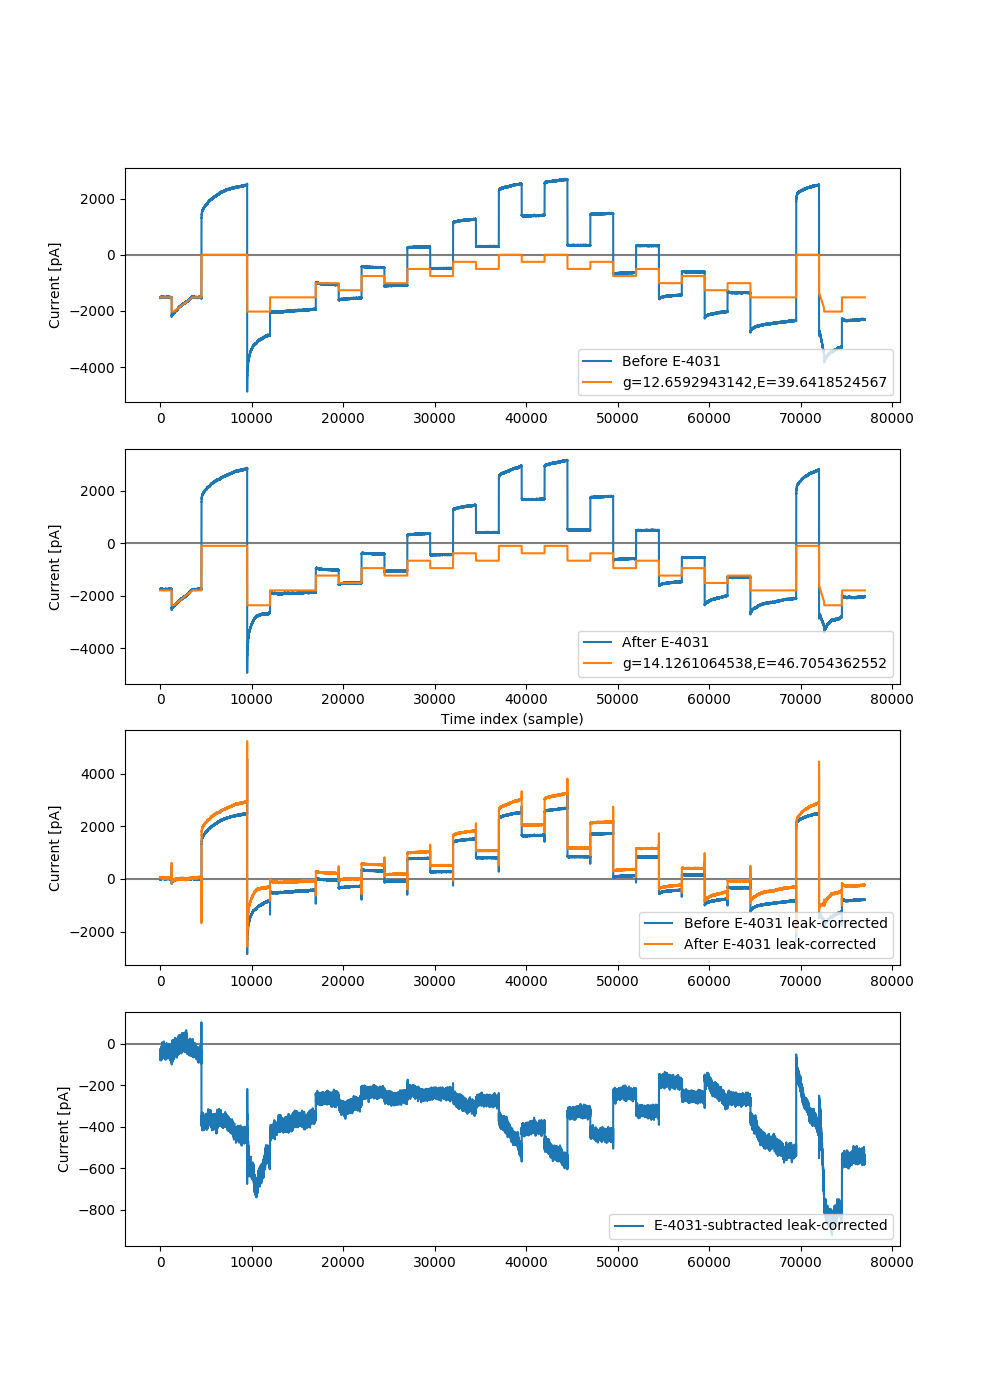 2000
0
−2000
−4000
Current [pA]
Before E-4031
g=12.6592943142,E=39.6418524567
0 10000 20000 30000 40000 50000 60000 70000 80000
2000
0
−2000
−4000
Current [pA]
After E-4031
g=14.1261064538,E=46.7054362552
0 10000 20000 30000 40000 50000 60000 70000 80000
Time index (sample)
4000
2000
0
−2000
Current [pA]
Before E-4031 leak-corrected
After E-4031 leak-corrected
0 10000 20000 30000 40000 50000 60000 70000 80000
0
−200
−400
−600
−800
Current [pA]
E-4031-subtracted leak-corrected
0 10000 20000 30000 40000 50000 60000 70000 80000